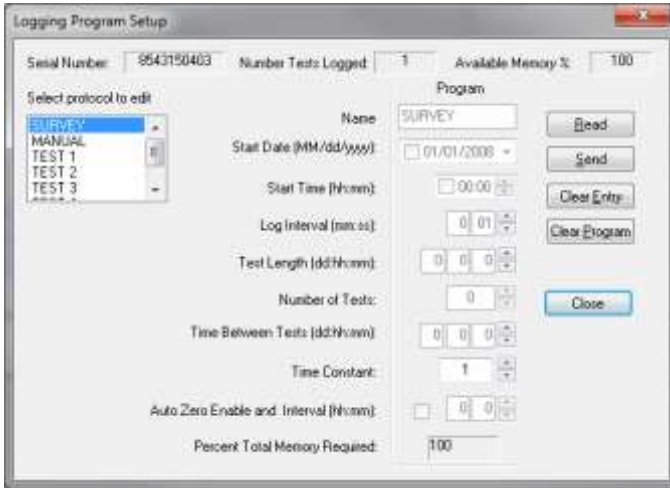 Logging Program Setup
Serial Number 9543150403 Number Tests Logged: 1 Available Memory % 100
Select protocol to edit
SURVEY
MANUAL
TEST 1
TEST 2
TEST 3
Program
Name SURVEY
Start Date (MM/dd/yyyy): 01/01/2008
Start Time (hh:mm): 00:00
Log Interval (mm:ss): 0 01
Test Length (dd:hh:mm): 0 0 0
Number of Tests: 0
Time Between Tests (dd:hh:mm): 0 0 0
Time Constant: 1
Auto Zero Enable and Interval (hh:mm): 0 0
Percent Total Memory Required: 100
Read
Send
Clear Entry
Clear Program
Close